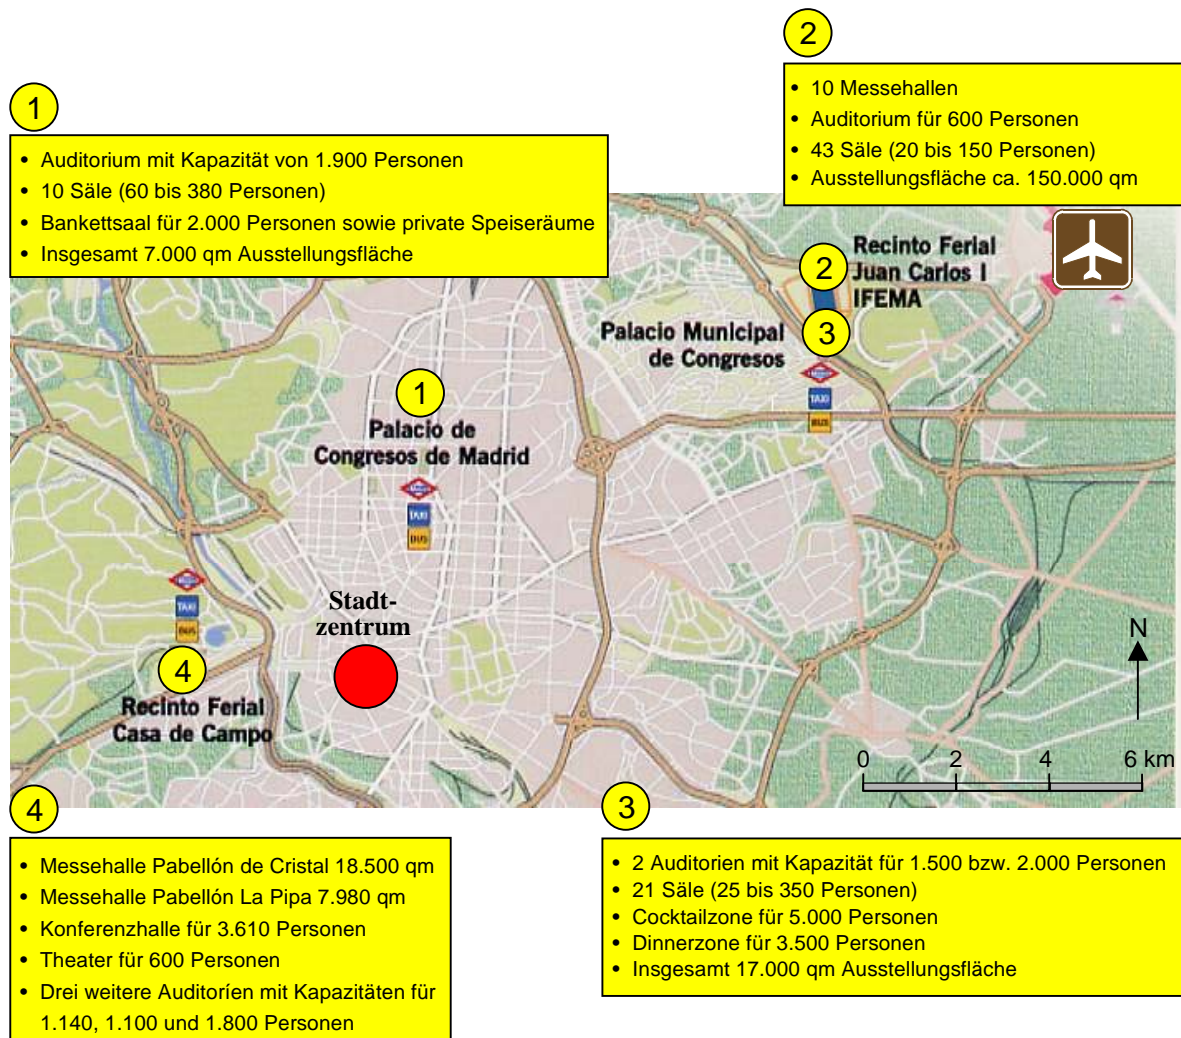 2
• 10 Messehallen
• Auditorium für 600 Personen
• 43 Säle (20 bis 150 Personen)
• Ausstellungsfläche ca. 150.000 qm
1
• Auditorium mit Kapazität von 1.900 Personen
• 10 Säle (60 bis 380 Personen)
• Bankettsaal für 2.000 Personen sowie private Speiseräume
• Insgesamt 7.000 qm Ausstellungsfläche
2
Recinto Ferial
Juan Carlos I
IFEMA
3
Palacio Municipal
de Congresos
TAXI
BUS
1
Palacio de
Congresos de Madrid
TAXI
BUS
TAXI
BUS
4
Recinto Ferial
Casa de Campo
Stadt-
zentrum
N
0 2 4 6 km
4
• Messehalle Pabellón de Cristal 18.500 qm
• Messehalle Pabellón La Pipa 7.980 qm
• Konferenzhalle für 3.610 Personen
• Theater für 600 Personen
• Drei weitere Auditoríen mit Kapazitäten für
1.140, 1.100 und 1.800 Personen
3
• 2 Auditorien mit Kapazität für 1.500 bzw. 2.000 Personen
• 21 Säle (25 bis 350 Personen)
• Cocktailzone für 5.000 Personen
• Dinnerzone für 3.500 Personen
• Insgesamt 17.000 qm Ausstellungsfläche